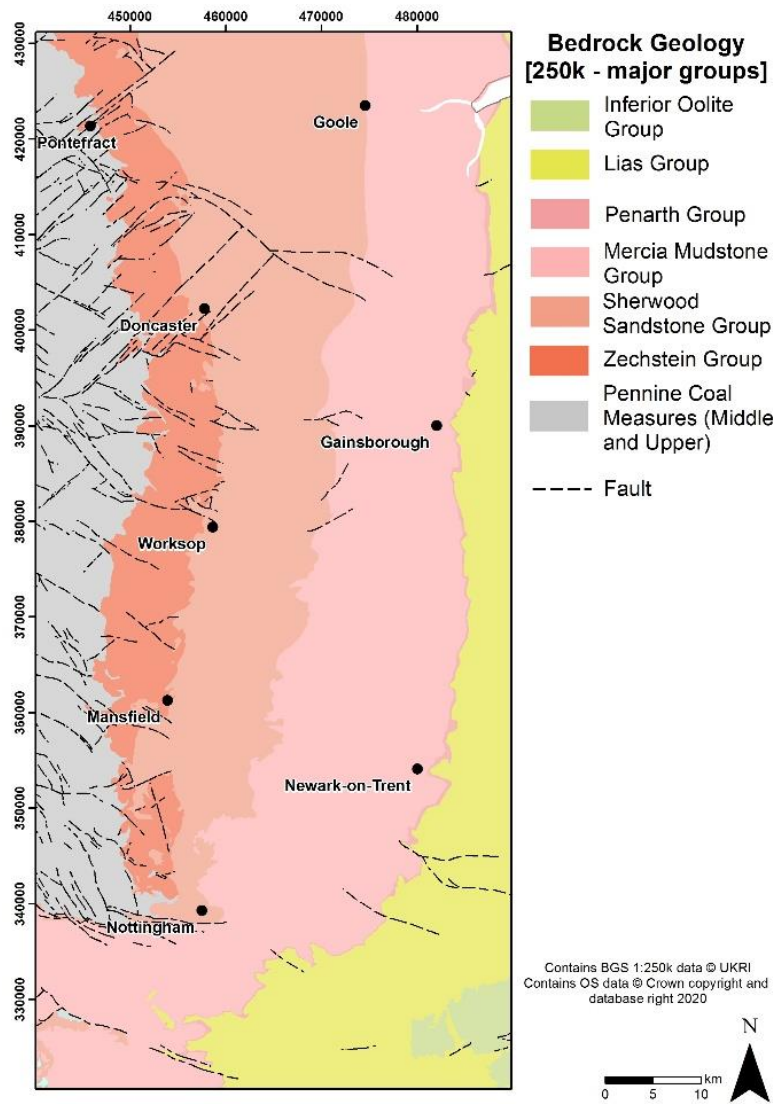 450000 460000 470000 480000
430000
420000
410000
400000
390000
380000
370000
360000
350000
340000
330000
Goole
Pontefract
Doncaster
Gainsborough
Worksop
Mansfield
Newark-on-Trent
Nottingham
Bedrock Geology
[250k - major groups]
Inferior Oolite
Group
Lias Group
Penarth Group
Mercia Mudstone
Group
Sherwood
Sandstone Group
Zechstein Group
Pennine Coal
Measures (Middle
and Upper)
Fault
Contains BGS 1:250k data © UKRI
Contains OS data © Crown copyright and
database right 2020
N
km
0 5 10